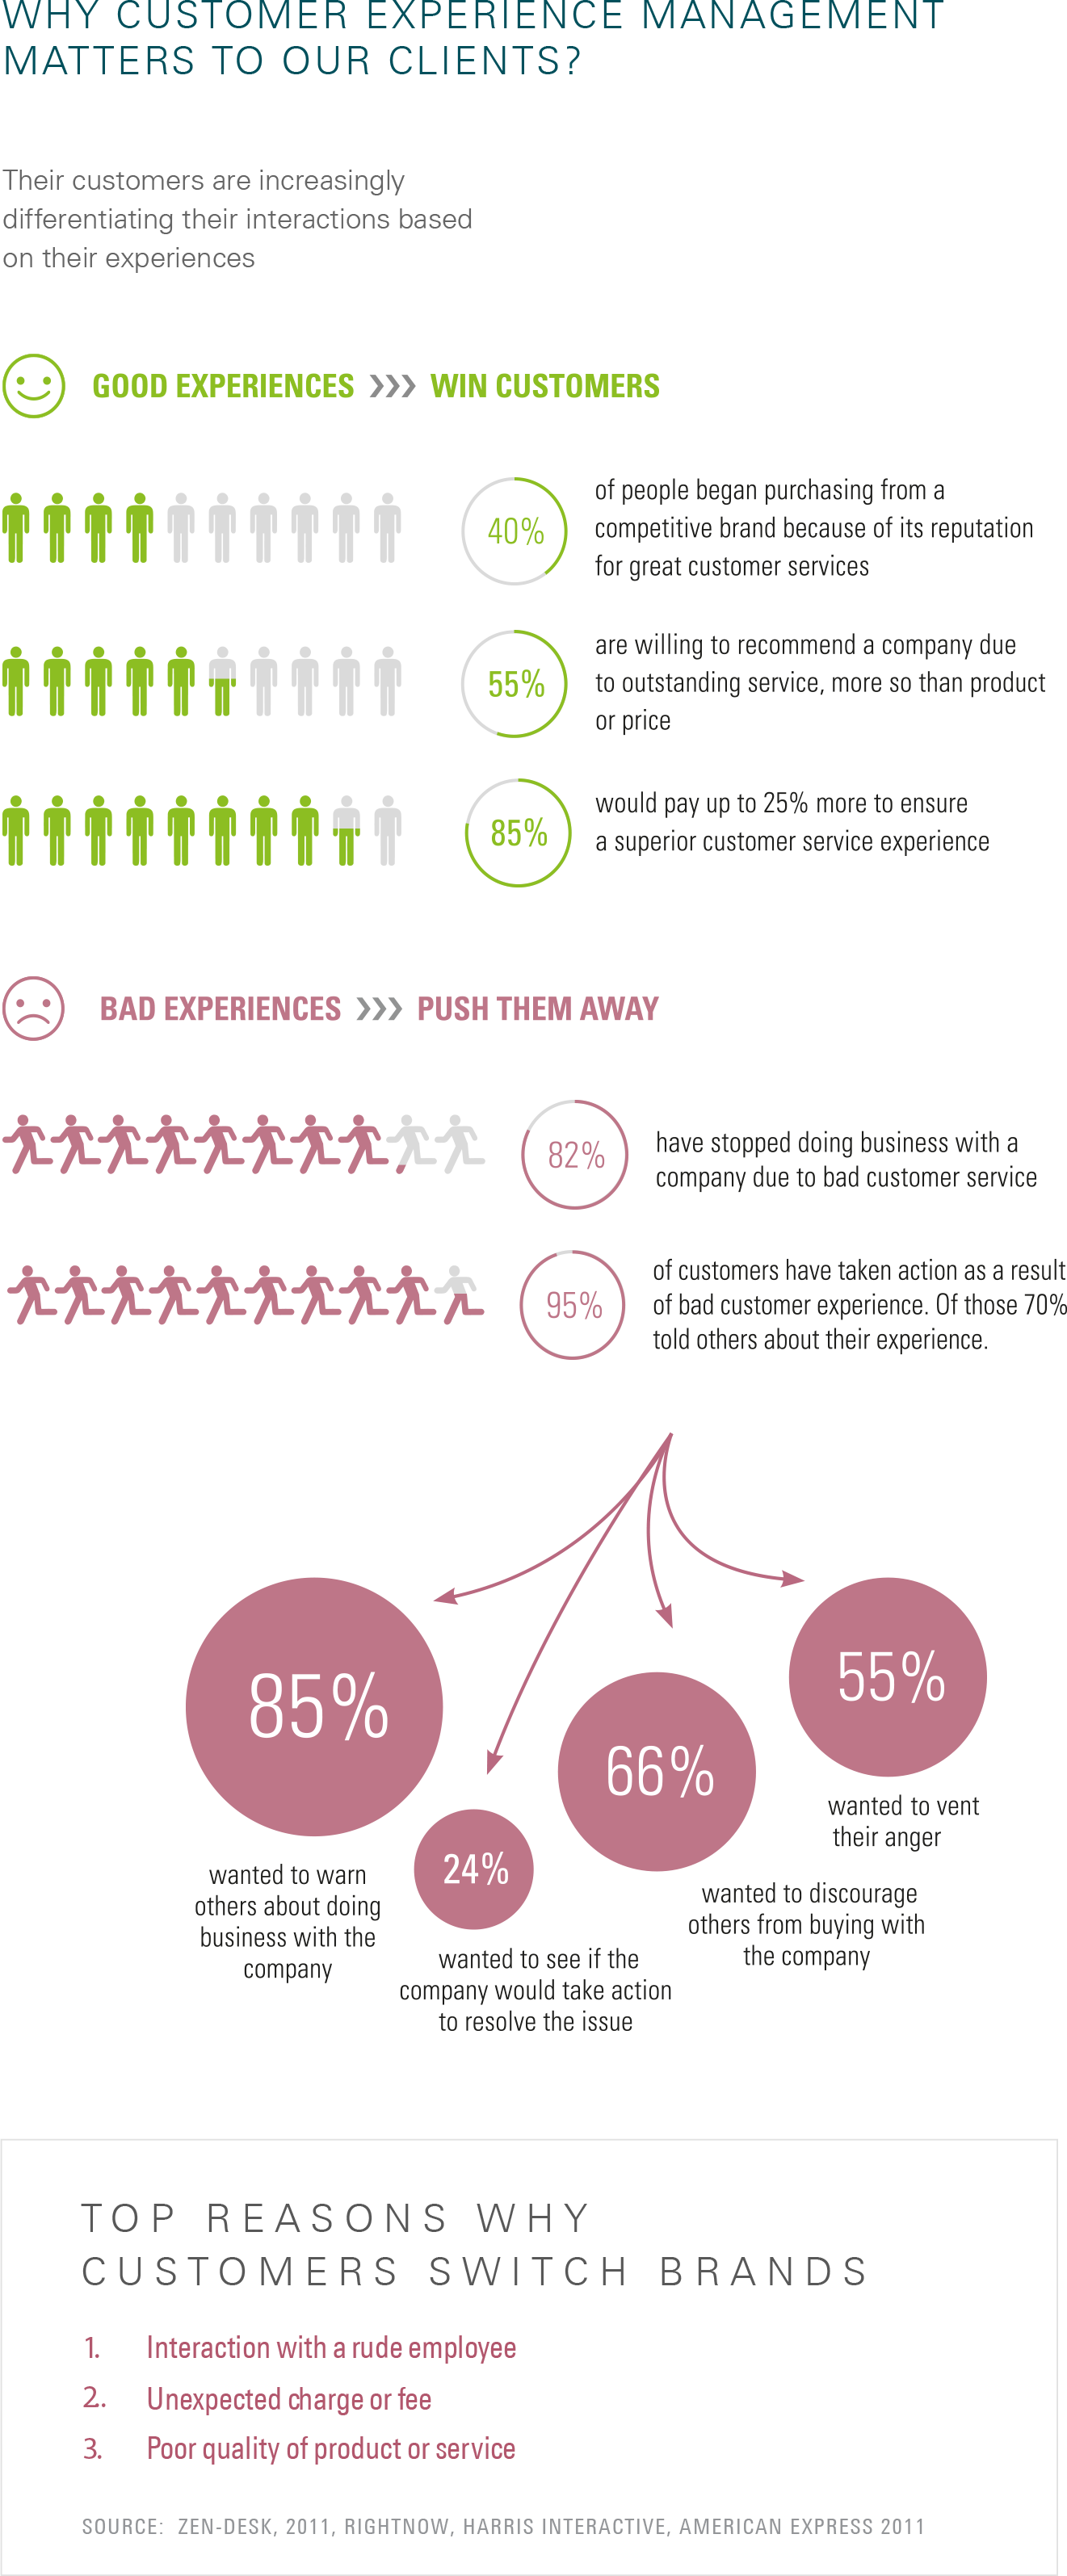 WHY CUSTOMER EXPERIENCE MANAGEMENT
MATTERS TO OUR CLIENTS?
Their customers are increasingly
differentiating their interactions based
on their experiences
GOOD EXPERIENCES >>> WIN CUSTOMERS
40%
of people began purchasing from a
competitive brand because of its reputation
for great customer services
55%
are willing to recommend a company due
to outstanding service, more so than product
or price
85%
would pay up to 25% more to ensure
a superior customer service experience
BAD EXPERIENCES >>> PUSH THEM AWAY
82%
have stopped doing business with a
company due to bad customer service
95%
of customers have taken action as a result
of bad customer experience. Of those 70%
told others about their experience.
85%
wanted to warn
others about doing
business with the
company
24%
wanted to see if the
company would take action
to resolve the issue
66%
wanted to discourage
others from buying with
the company
55%
wanted to vent
their anger
TOP REASONS WHY
CUSTOMERS SWITCH BRANDS
1. Interaction with a rude employee
2.. Unexpected charge or fee
3. Poor quality of product or service
SOURCE: ZEN-DESK, 2011, RIGHTNOW, HARRIS INTERACTIVE, AMERICAN EXPRESS 2011